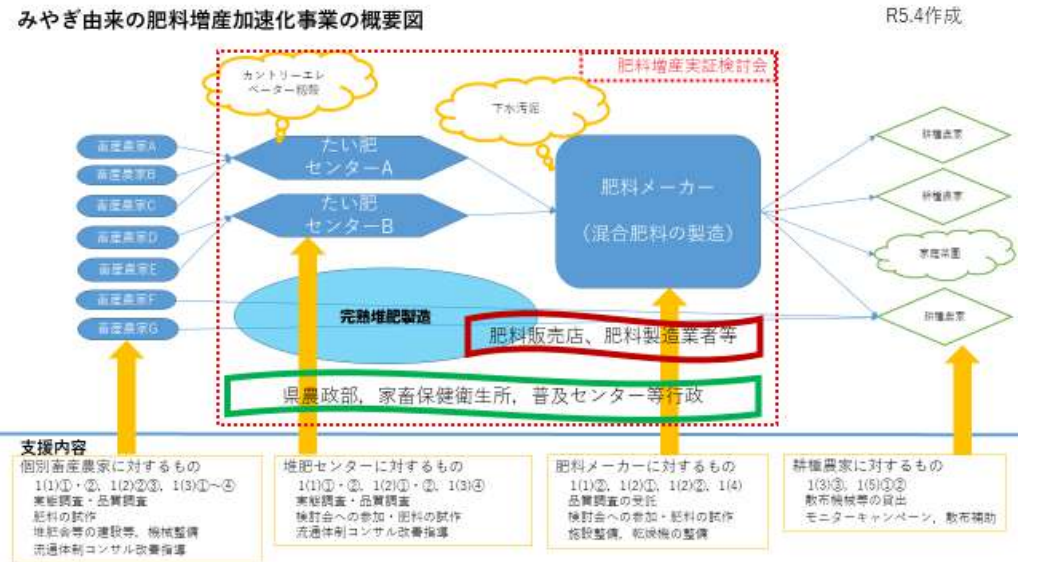 みやぎ由来の肥料増産加速化事業の概要図
R5.4作成
肥料増産実証検討会
カントリーエレ
ベーター籾殻
下水汚泥
畜産農家A
畜産農家B
畜産農家C
畜産農家D
畜産農家E
畜産農家F
畜産農家G
たい肥
センターA
たい肥
センターB
肥料メーカー
(混合肥料の製造)
耕種農家
耕種農家
家庭菜園
耕種農家
完熟堆肥製造
肥料販売店、肥料製造業者等
県農政部，家畜保健衛生所，普及センター等行政
支援内容
個別畜産農家に対するもの
1(1)①・②、1(2)②③、1(3)①～④
実態調査・品質調査
肥料の試作
堆肥舎等の建設等、機械整備
流通体制コンサル改善指導
堆肥センターに対するもの
1(1)①・②、1(2)①・②、1(3)④
実態調査・品質調査
検討会への参加・肥料の試作
流通体制コンサル改善指導
肥料メーカーに対するもの
1(1)②、1(2)①、1(2)②、1(4)
品質調査の受託
検討会への参加・肥料の試作
施設整備、乾燥機の整備
耕種農家に対するもの
1(3)③、1(5)①②
散布機械等の貸出
モニターキャンペーン，散布補助